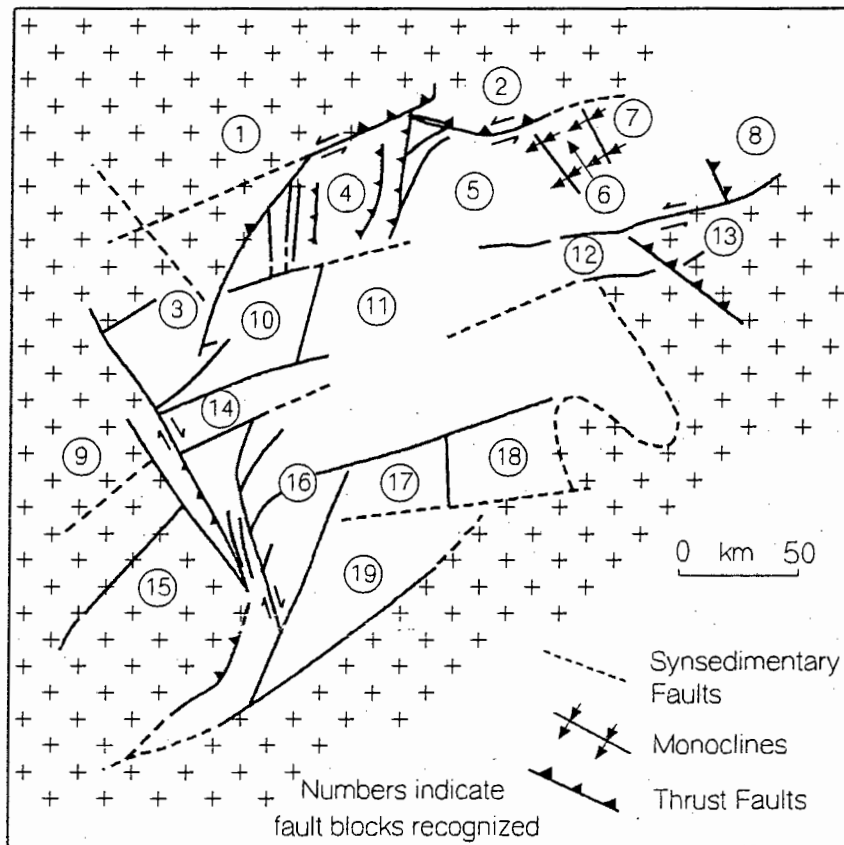 2
7
1
8
4
5
6
13
12
3
10
11
14
9
16
17
18
0 km 50
15
19
Synsedimentary
Faults
Monoclines
Numbers indicate
fault blocks recognized
Thrust Faults